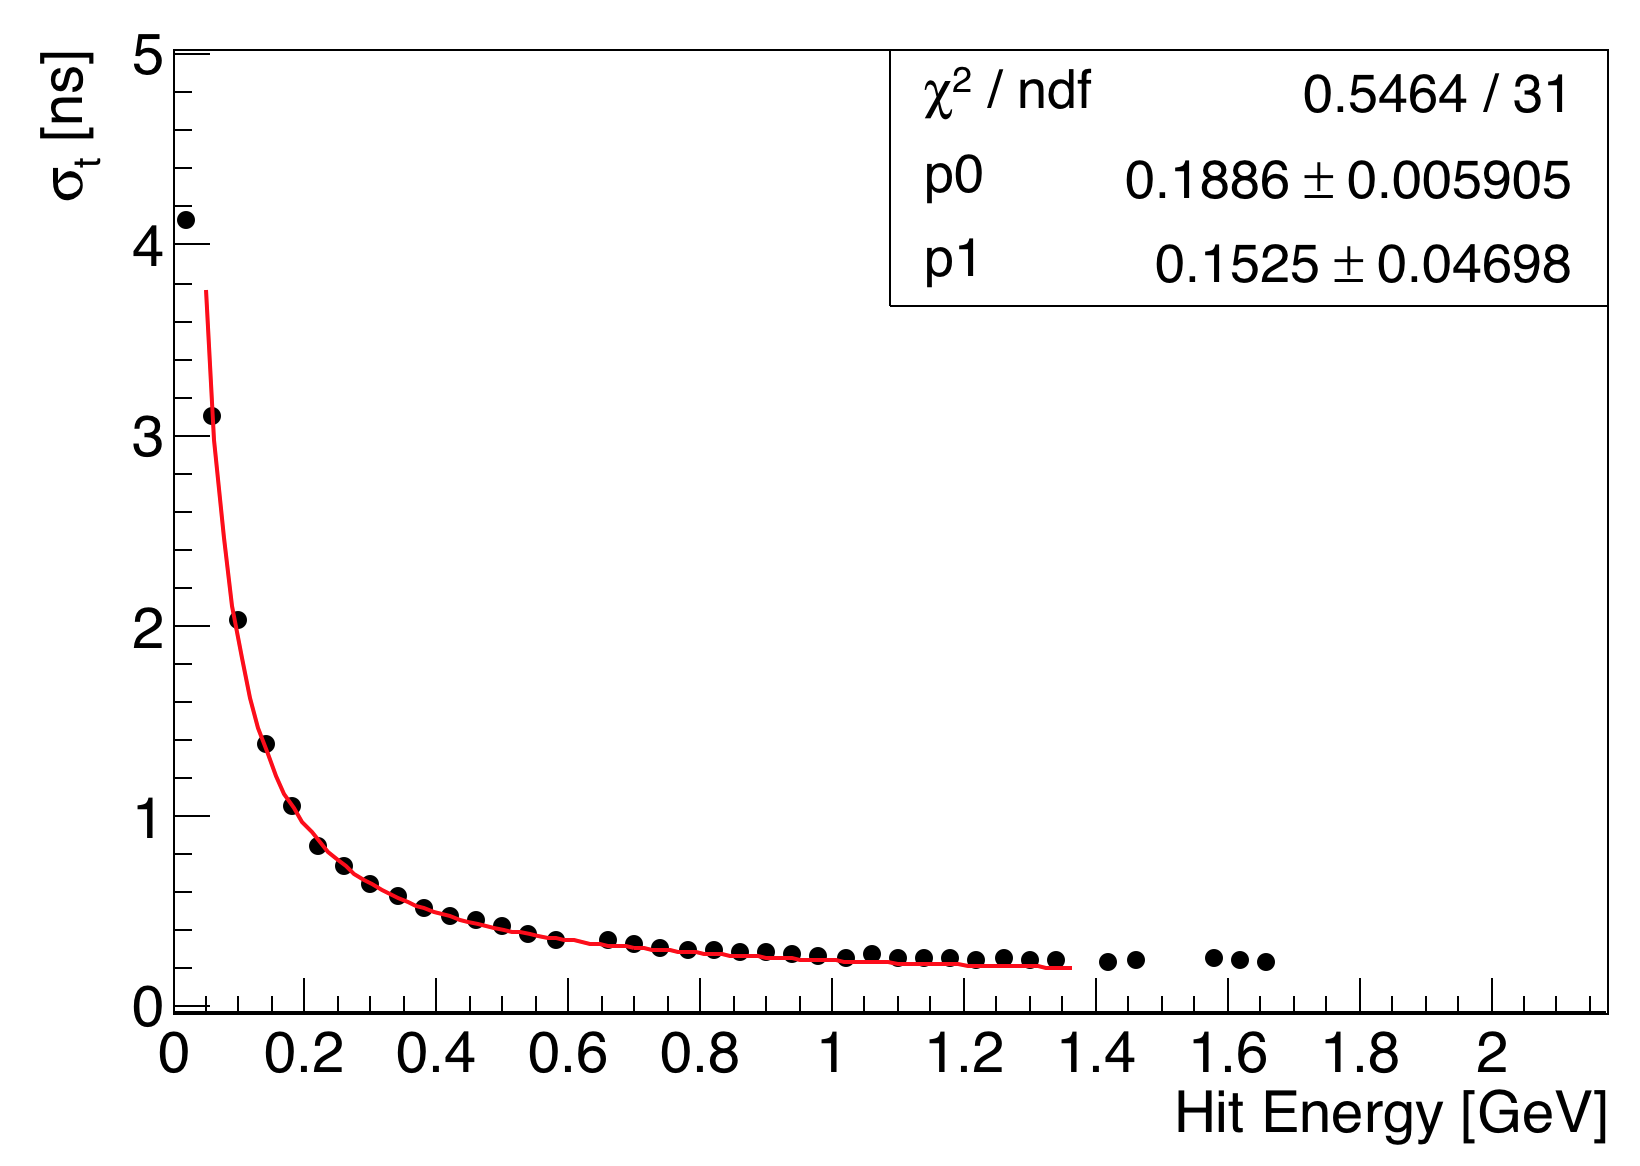 σt [ns]
5
4
3
2
1
0
χ² / ndf 0.5464 / 31
p0 0.1886 ± 0.005905
p1 0.1525 ± 0.04698
0 0.2 0.4 0.6 0.8 1 1.2 1.4 1.6 1.8 2
Hit Energy [GeV]